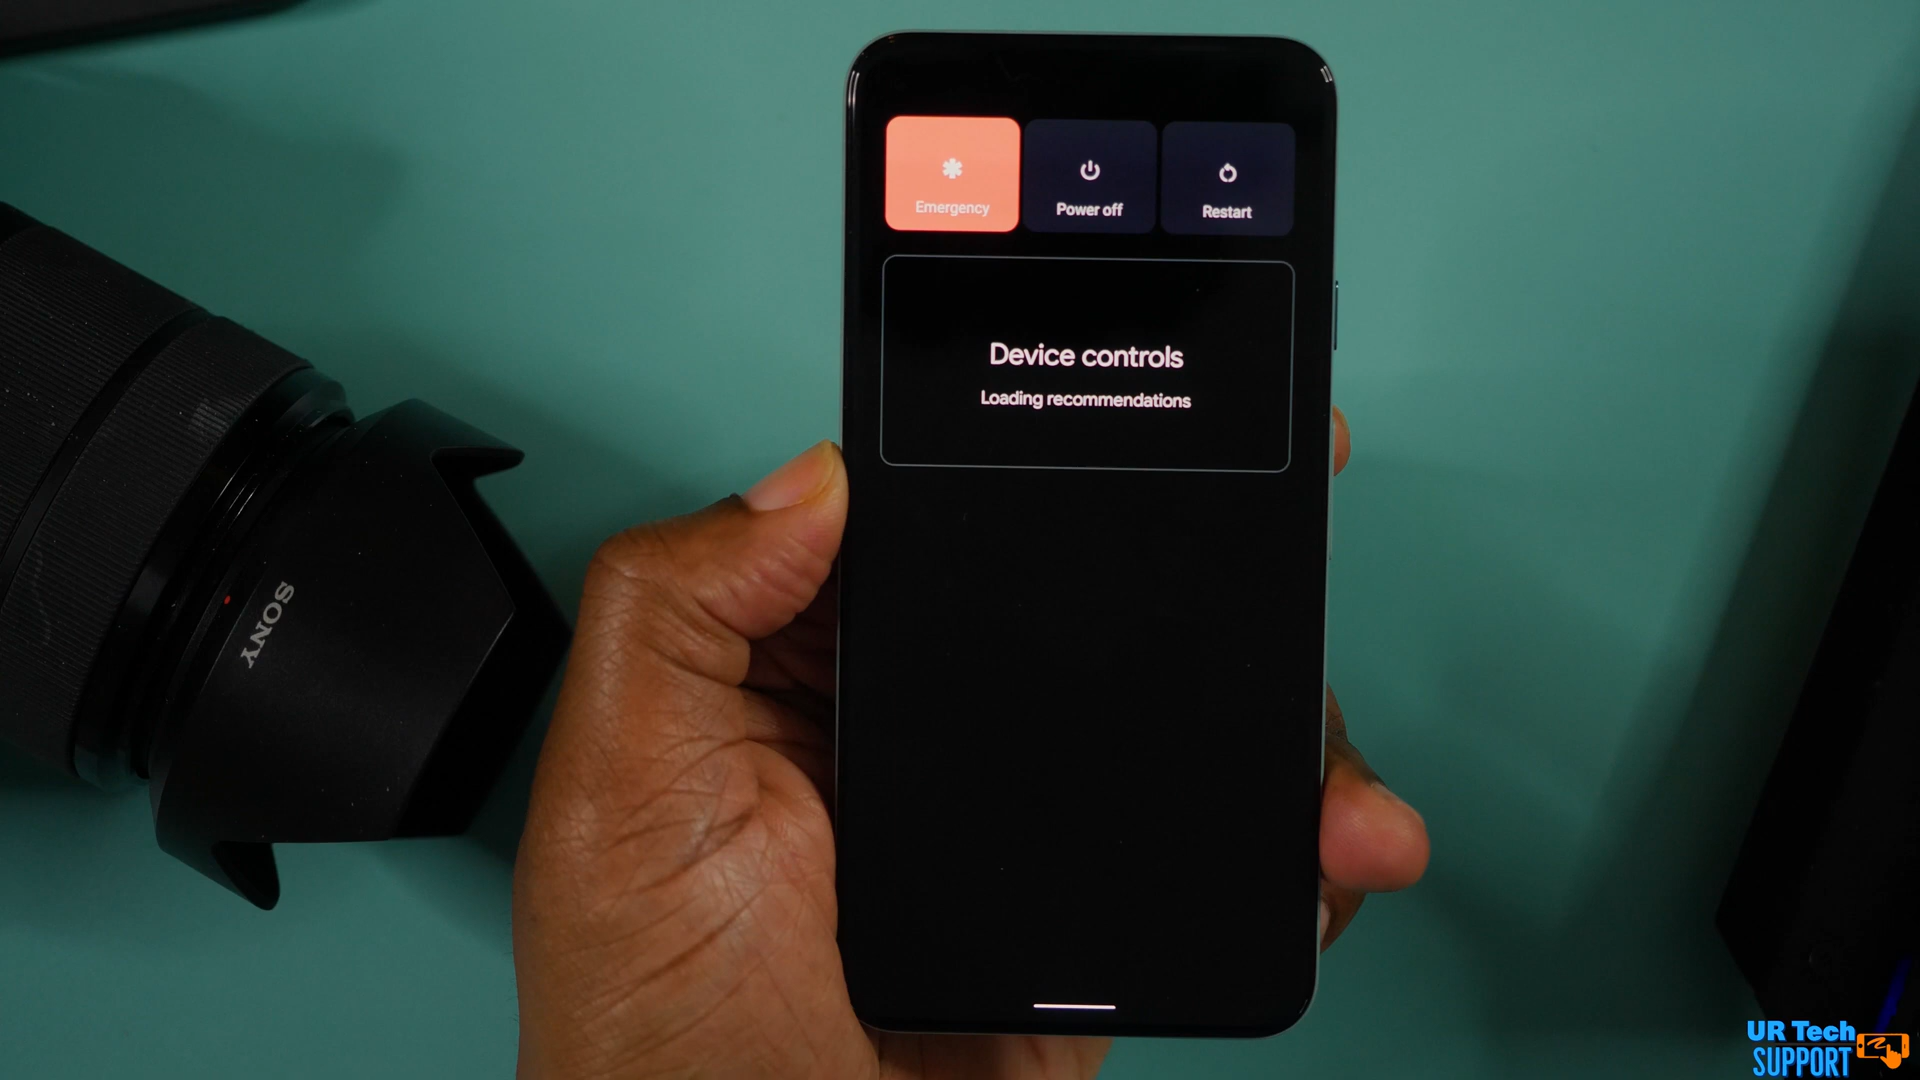 Emergency
Power off
Restart
Device controls
Loading recommendations
SONY
UR Tech
SUPPORT